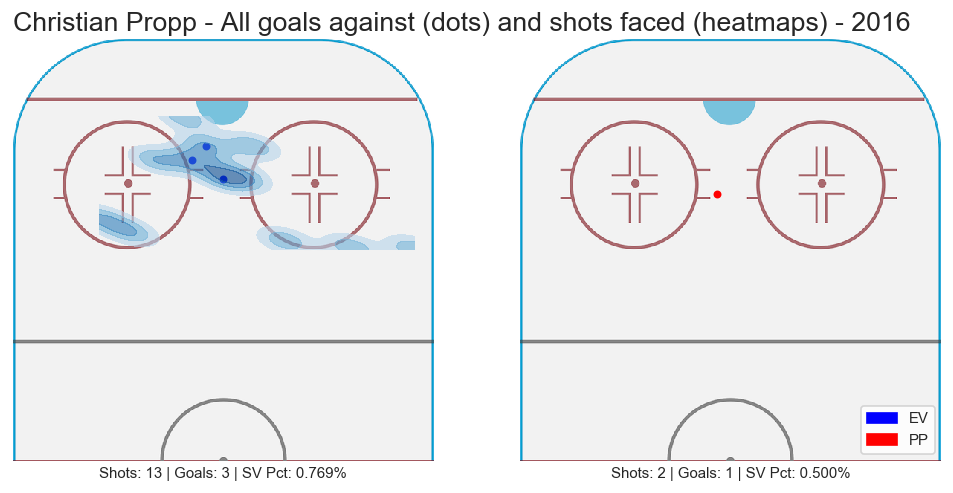 Christian Propp - All goals against (dots) and shots faced (heatmaps) - 2016
EV
PP
Shots: 13 | Goals: 3 | SV Pct: 0.769%
Shots: 2 | Goals: 1 | SV Pct: 0.500%